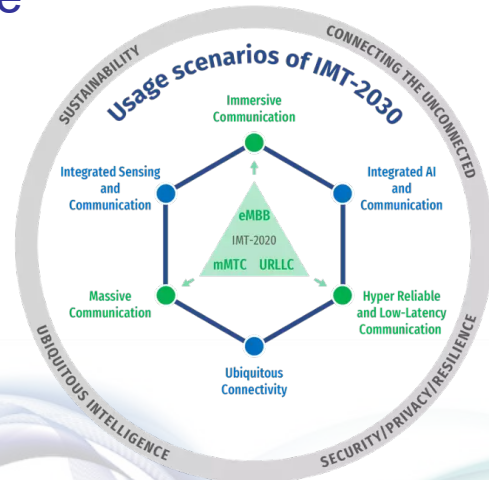 e
SUSTAINABILITY
CONNECTING THE UNCONNECTED
Usage scenarios of IMT-2030
Immersive
Communication
Integrated Sensing
and
Communication
Integrated AI
and
Communication
eMBB
IMT-2020
mMTC URLLC
Massive
Communication
Hyper Reliable
and Low-Latency
Communication
Ubiquitous
Connectivity
UBIQUITOUS INTELLIGENCE
SECURITY/PRIVACY/RESILIENCE